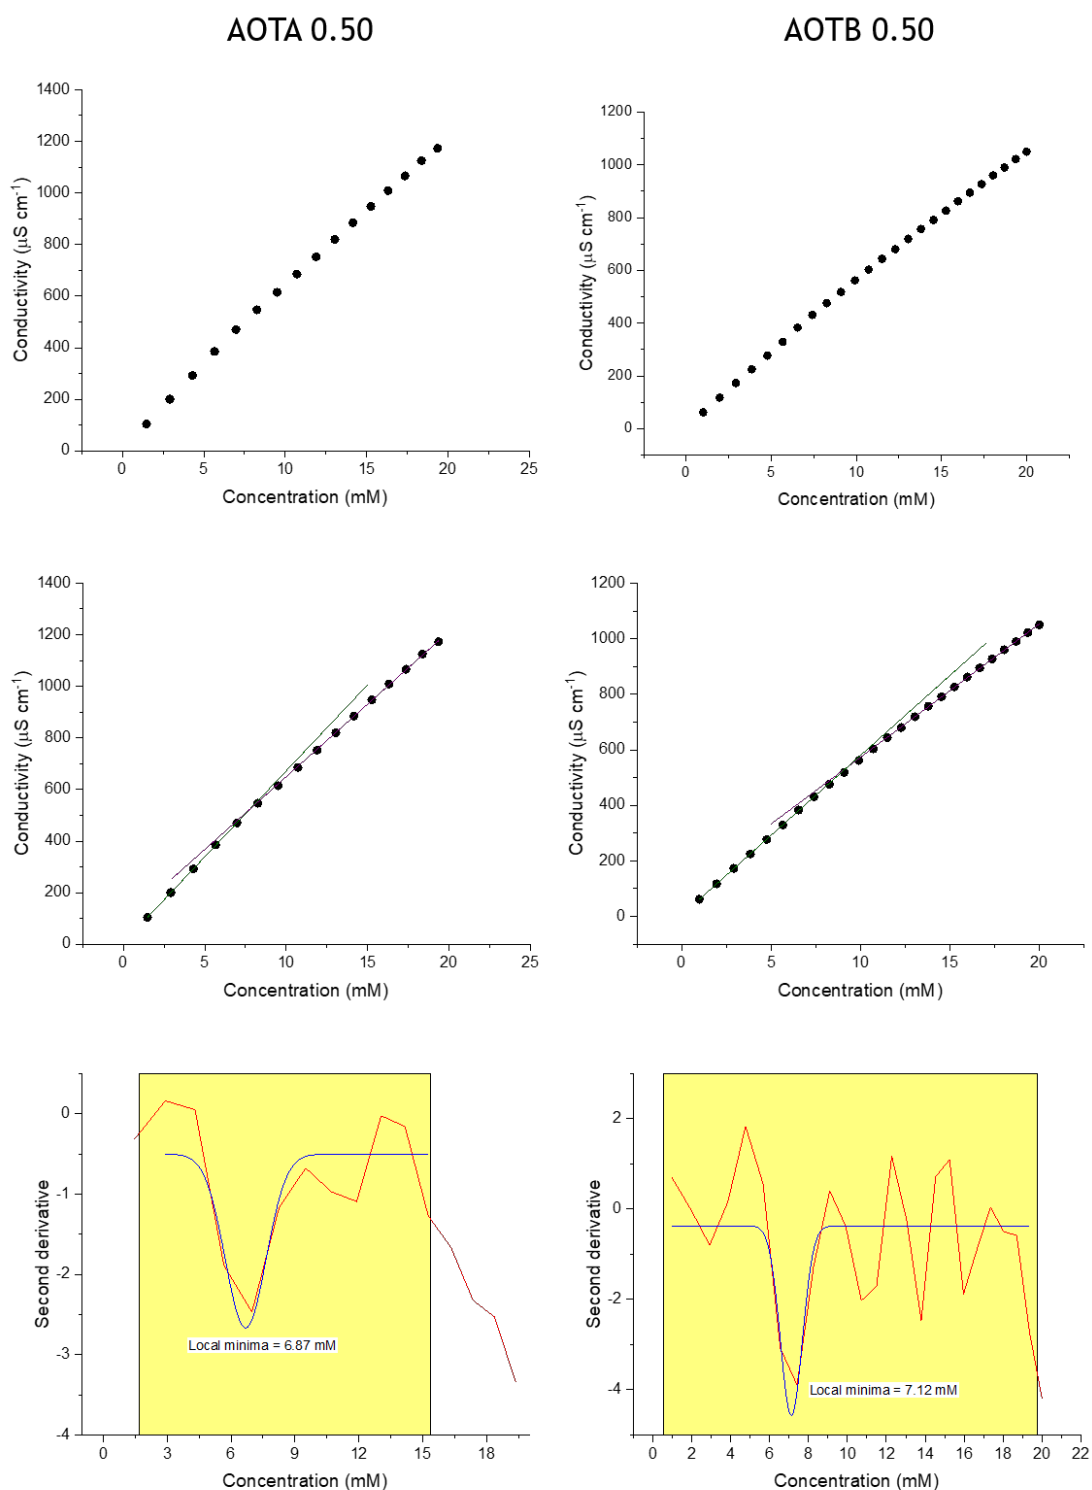 AOTA 0.50
AOTB 0.50
1400
1200
1000
800
600
400
200
0
Conductivity (μS cm⁻¹)
0 5 10 15 20 25
Concentration (mM)
1200
1000
800
600
400
200
0
Conductivity (μS cm⁻¹)
0 5 10 15 20
Concentration (mM)
1400
1200
1000
800
600
400
200
0
Conductivity (μS cm⁻¹)
0 5 10 15 20 25
Concentration (mM)
1200
1000
800
600
400
200
0
Conductivity (μS cm⁻¹)
0 5 10 15 20
Concentration (mM)
0
-1
-2
-3
-4
Second derivative
Local minima = 6.87 mM
0 3 6 9 12 15 18
Concentration (mM)
2
0
-2
-4
Second derivative
Local minima = 7.12 mM
0 2 4 6 8 10 12 14 16 18 20 22
Concentration (mM)